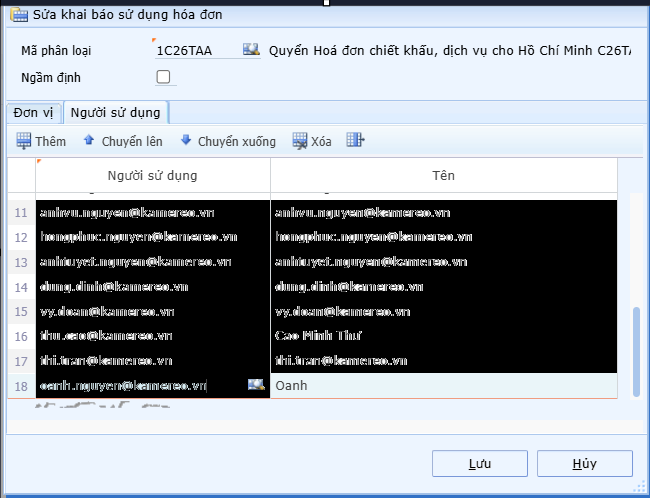 Sửa khai báo sử dụng hóa đơn
Mã phân loại 1C26TAA Quyển Hoá đơn chiết khấu, dịch vụ cho Hồ Chí Minh C26TA
Ngầm định
Đơn vị Người sử dụng
Thêm Chuyển lên Chuyển xuống Xóa
Người sử dụng Tên
11 anhvu.nguyen@kamereo.vn anhvu.nguyen@kamereo.vn
12 hongphuc.nguyen@kamereo.vn hongphuc.nguyen@kamereo.vn
13 anhtuyet.nguyen@kamereo.vn anhtuyet.nguyen@kamereo.vn
14 dung.dinh@kamereo.vn dung.dinh@kamereo.vn
15 vy.doan@kamereo.vn vy.doan@kamereo.vn
16 thu.cao@kamereo.vn Cao Minh Thư
17 thi.tran@kamereo.vn thi.tran@kamereo.vn
18 oanh.nguyen@kamereo.vn Oanh
Lưu Hủy